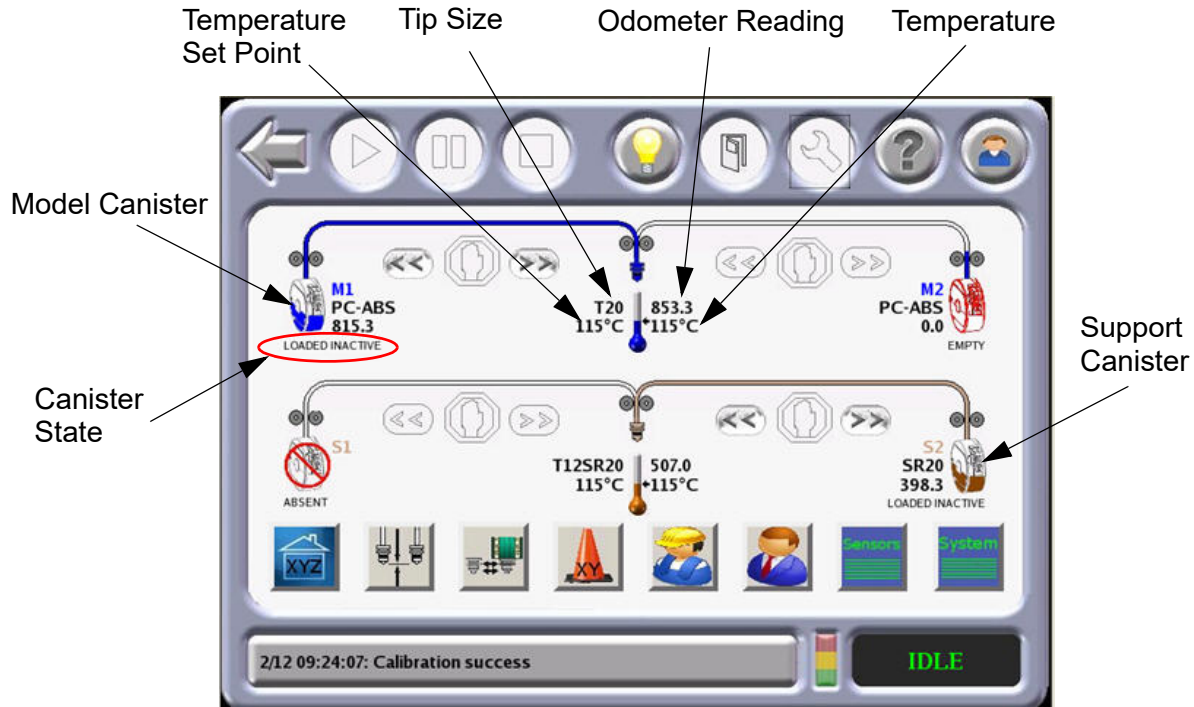 Temperature
Set Point
Tip Size
Odometer Reading
Temperature
Model Canister
M1
PC-ABS
815.3
LOADED INACTIVE
T20 853.3
115°C 115°C
M2
PC-ABS
0.0
EMPTY
Support
Canister
Canister
State
S1
ABSENT
T12SR20 507.0
115°C 115°C
S2
SR20
398.3
LOADED INACTIVE
XYZ
XY
Sensors
System
2/12 09:24:07: Calibration success
IDLE